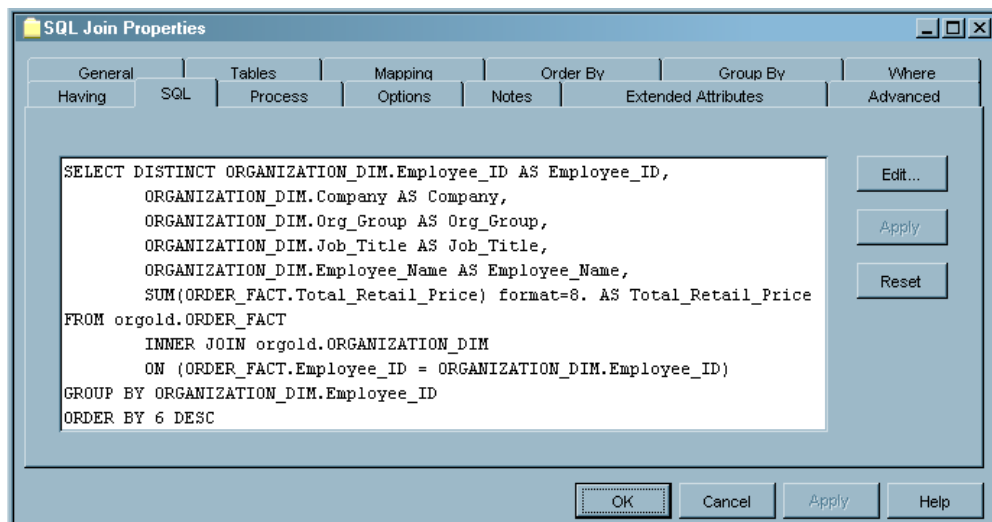 SQL Join Properties
General Tables Mapping Order By Group By Where
Having SQL Process Options Notes Extended Attributes Advanced
SELECT DISTINCT ORGANIZATION_DIM.Employee_ID AS Employee_ID,
ORGANIZATION_DIM.Company AS Company,
ORGANIZATION_DIM.Org_Group AS Org_Group,
ORGANIZATION_DIM.Job_Title AS Job_Title,
ORGANIZATION_DIM.Employee_Name AS Employee_Name,
SUM(ORDER_FACT.Total_Retail_Price) format=8. AS Total_Retail_Price
FROM orgold.ORDER_FACT
INNER JOIN orgold.ORGANIZATION_DIM
ON (ORDER_FACT.Employee_ID = ORGANIZATION_DIM.Employee_ID)
GROUP BY ORGANIZATION_DIM.Employee_ID
ORDER BY 6 DESC
Edit...
Apply
Reset
OK Cancel Apply Help